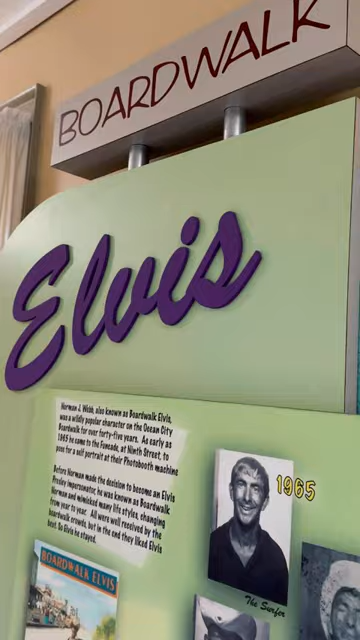 BOARDWALK
Elvis
Norman J. Webb, also known as Boardwalk Elvis,
was a wildly popular character on the Ocean City
Boardwalk for over forty-five years. As early as
1965 he came to the Funcade, at Ninth Street, to
pose for a self portrait at their Photobooth machine
Before Norman made the decision to become an Elvis
Presley impersonator, he was known as Boardwalk
Norman and mimicked many life styles, changing
from year to year. All were well received by the
boardwalk crowds, but in the end they liked Elvis
best. So Elvis he stayed.
1965
The Surfer
BOARDWALK ELVIS